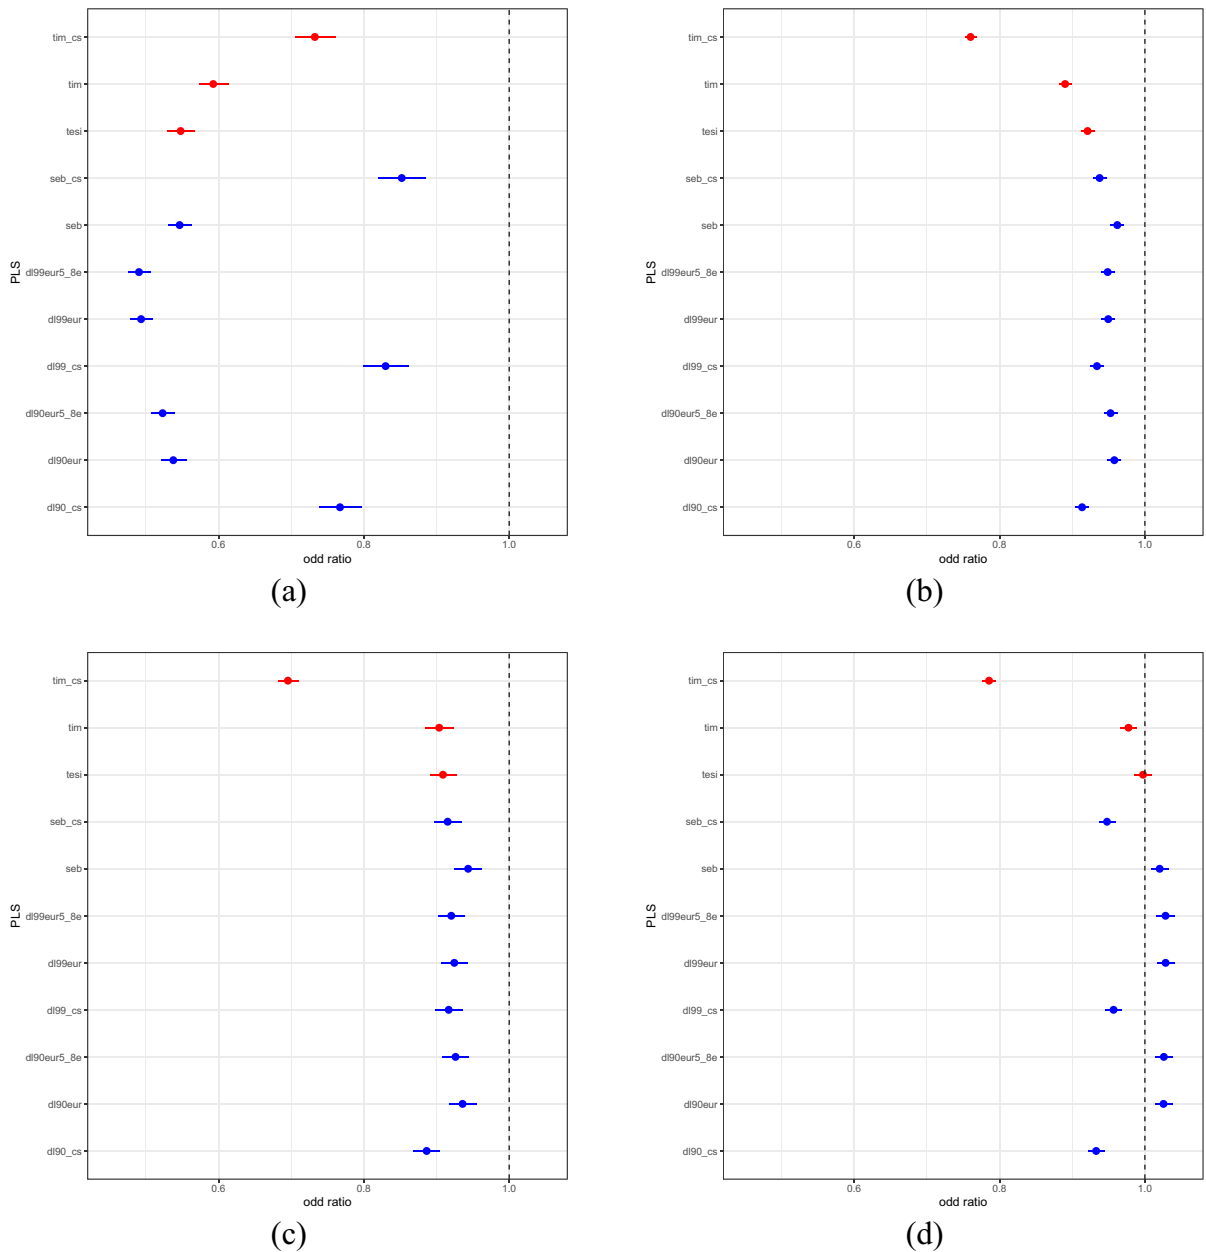 tim_cs
tim
tesi
seb_cs
seb
dl99eur5_8e
dl99eur
dl99_cs
dl90eur5_8e
dl90eur
dl90_cs
PLS
0.6 0.8 1.0
odd ratio
(a)
tim_cs
tim
tesi
seb_cs
seb
dl99eur5_8e
dl99eur
dl99_cs
dl90eur5_8e
dl90eur
dl90_cs
PLS
0.6 0.8 1.0
odd ratio
(b)
tim_cs
tim
tesi
seb_cs
seb
dl99eur5_8e
dl99eur
dl99_cs
dl90eur5_8e
dl90eur
dl90_cs
PLS
0.6 0.8 1.0
odd ratio
(c)
tim_cs
tim
tesi
seb_cs
seb
dl99eur5_8e
dl99eur
dl99_cs
dl90eur5_8e
dl90eur
dl90_cs
PLS
0.6 0.8 1.0
odd ratio
(d)